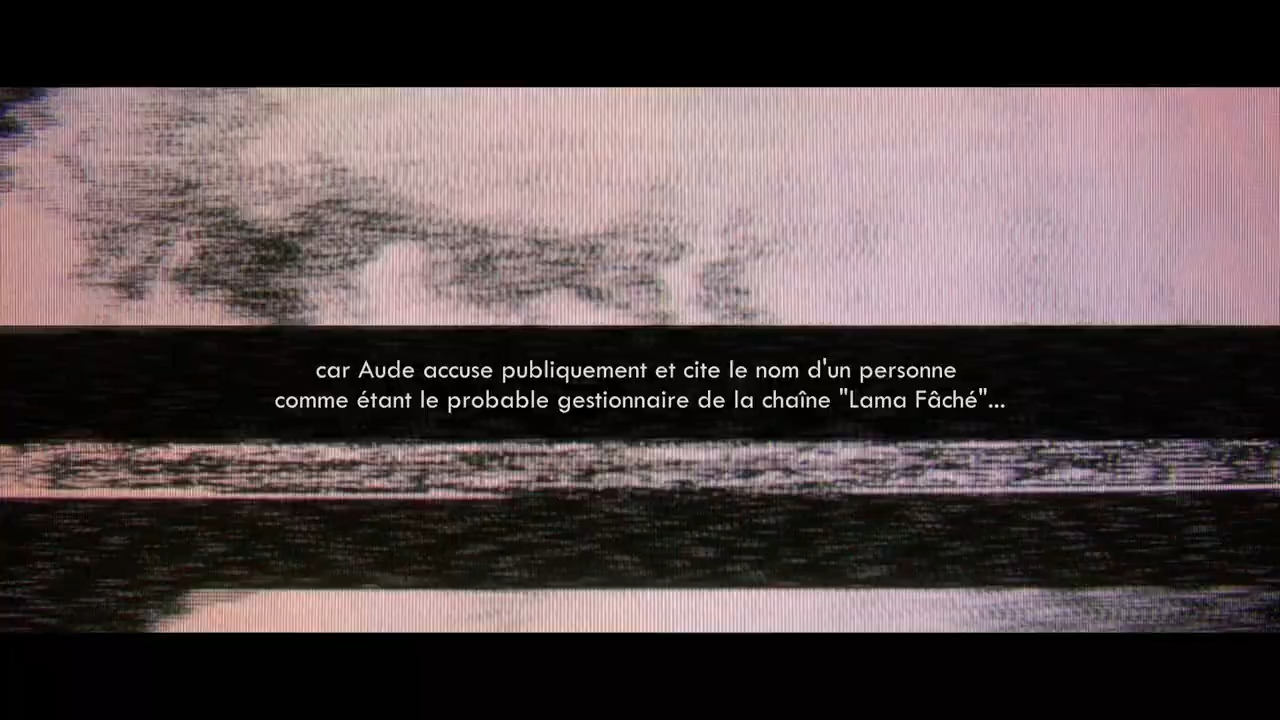 car Aude accuse publiquement et cite le nom d'un personne
comme étant le probable gestionnaire de la chaîne "Lama Fâché"...